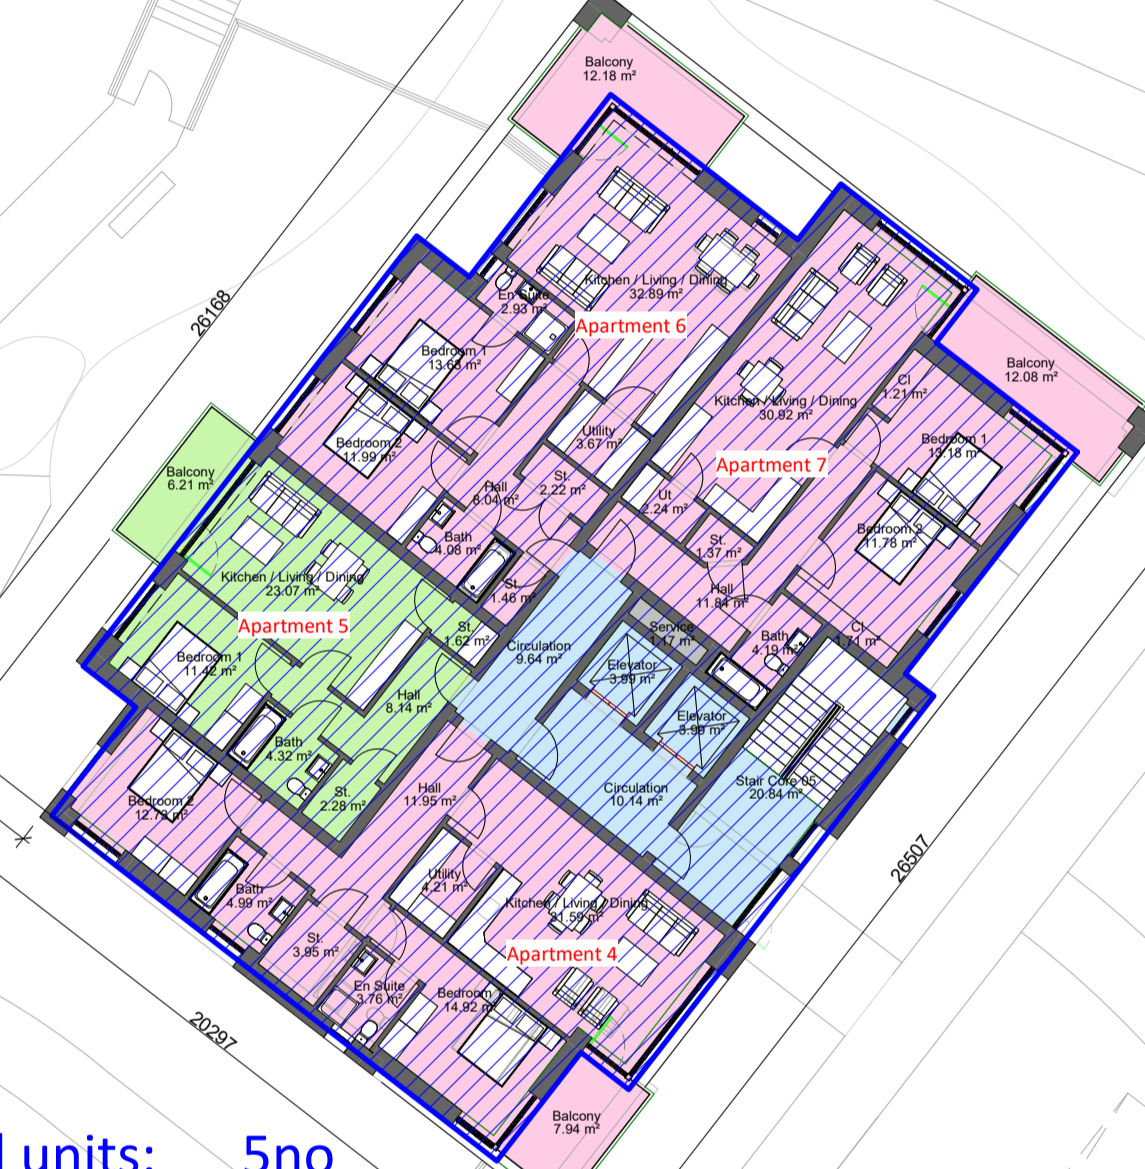 Balcony
12.18 m²
Kitchen / Living / Dining
32.89 m²
En Suite
2.93 m²
Apartment 6
26168
Bedroom 1
13.68 m²
Balcony
12.08 m²
Cl
1.21 m²
Kitchen / Living / Dining
30.92 m²
Bedroom 2
11.99 m²
Utility
3.67 m²
Bedroom 1
13.18 m²
Apartment 7
Balcony
6.21 m²
Hall
8.04 m²
St.
2.22 m²
Ut
2.24 m²
Bedroom 2
11.78 m²
Bath
4.08 m²
St.
1.37 m²
Kitchen / Living / Dining
23.07 m²
St.
1.46 m²
Hall
11.84 m²
Apartment 5
St.
1.62 m²
Circulation
9.64 m²
Service
1.17 m²
Bath
4.19 m²
Cl
1.71 m²
Bedroom 1
11.42 m²
Elevator
3.99 m²
Hall
8.14 m²
Elevator
3.99 m²
Bath
4.32 m²
Stair Core 05
20.84 m²
St.
2.28 m²
Hall
11.95 m²
Circulation
10.14 m²
Bedroom 2
12.73 m²
26507
Utility
4.21 m²
Bath
4.99 m²
Kitchen / Living / Dining
31.59 m²
St.
3.95 m²
Apartment 4
En Suite
3.76 m²
Bedroom
14.92 m²
20297
Balcony
7.94 m²
units: 5no